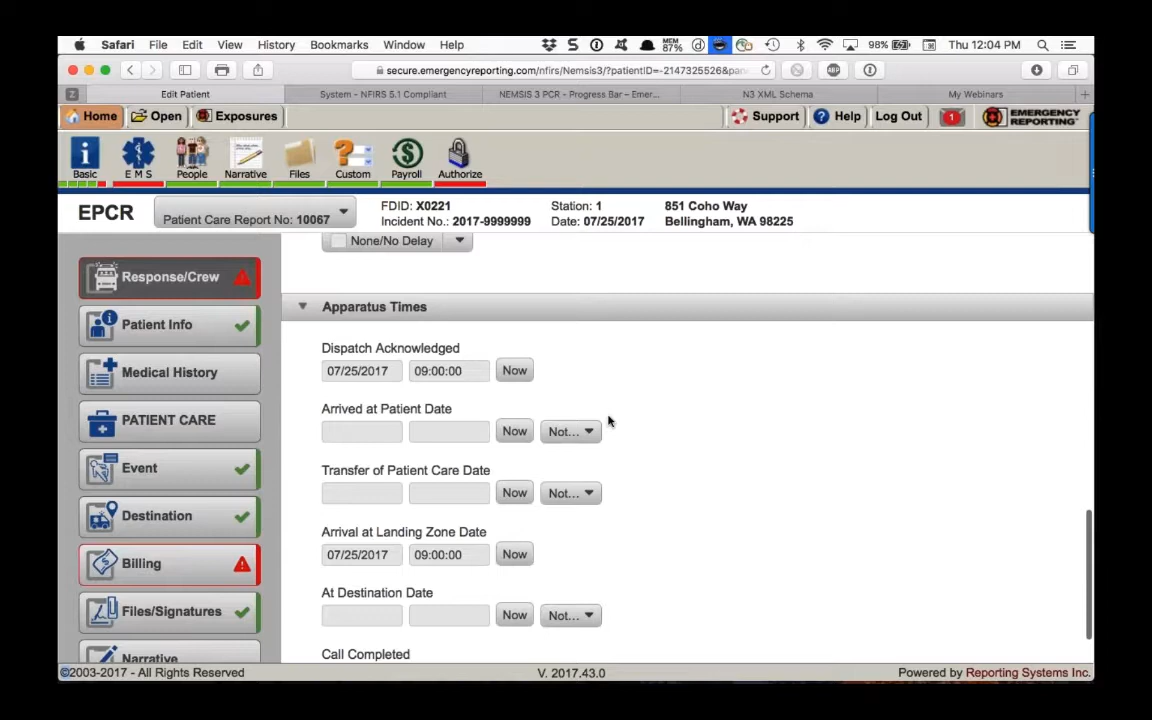 Safari File Edit View History Bookmarks Window Help MEM 87% 98% Thu 12:04 PM
secure.emergencyreporting.com/nfirs/Nemsis3/?patientID=-2147325526&pan ABP
Z Edit Patient System - NFIRS 5.1 Compliant NEMSIS 3 PCR - Progress Bar – Emer... N3 XML Schema My Webinars
Home Open Exposures Support Help Log Out 1 EMERGENCY REPORTING
Basic E M S People Narrative Files Custom Payroll Authorize
EPCR
Patient Care Report No: 10067
FDID: X0221 Station: 1 851 Coho Way
Incident No.: 2017-9999999 Date: 07/25/2017 Bellingham, WA 98225
Response/Crew
Patient Info
Medical History
PATIENT CARE
Event
Destination
Billing
Files/Signatures
Narrative
None/No Delay
Apparatus Times
Dispatch Acknowledged
07/25/2017 09:00:00 Now
Arrived at Patient Date
Now Not...
Transfer of Patient Care Date
Now Not...
Arrival at Landing Zone Date
07/25/2017 09:00:00 Now
At Destination Date
Now Not...
Call Completed
©2003-2017 - All Rights Reserved V. 2017.43.0 Powered by Reporting Systems Inc.